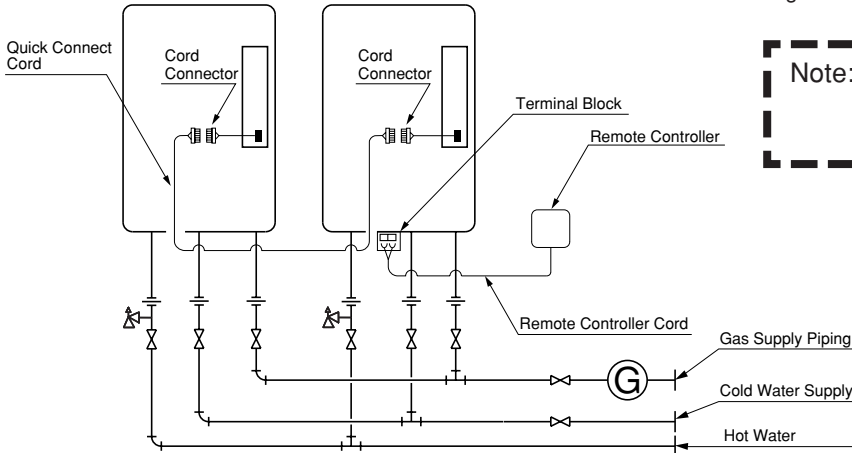 Quick Connect
Cord
Cord
Connector
Cord
Connector
Note:
Terminal Block
Remote Controller
Remote Controller Cord
Gas Supply Piping
G
Cold Water Supply
Hot Water